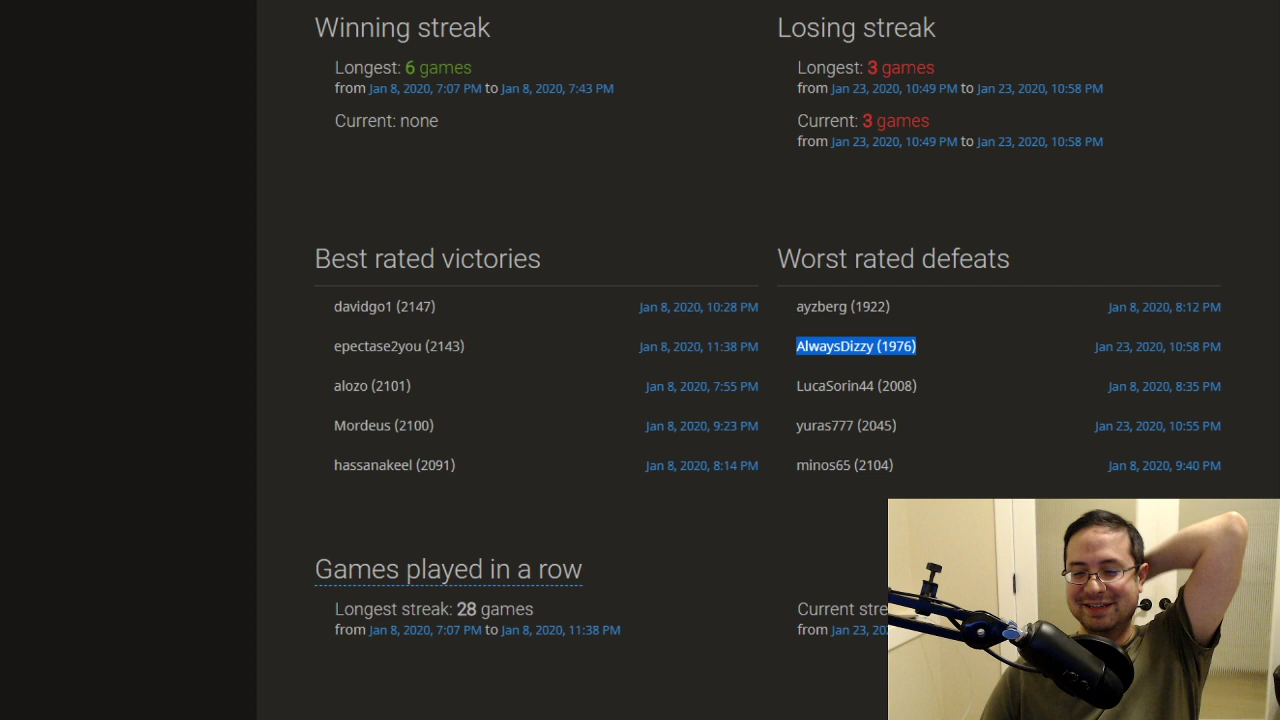 Winning streak
Longest: 6 games
from Jan 8, 2020, 7:07 PM to Jan 8, 2020, 7:43 PM
Current: none
Losing streak
Longest: 3 games
from Jan 23, 2020, 10:49 PM to Jan 23, 2020, 10:58 PM
Current: 3 games
from Jan 23, 2020, 10:49 PM to Jan 23, 2020, 10:58 PM
Best rated victories
davidgo1 (2147) Jan 8, 2020, 10:28 PM
epectase2you (2143) Jan 8, 2020, 11:38 PM
alozo (2101) Jan 8, 2020, 7:55 PM
Mordeus (2100) Jan 8, 2020, 9:23 PM
hassanakeel (2091) Jan 8, 2020, 8:14 PM
Worst rated defeats
ayzberg (1922) Jan 8, 2020, 8:12 PM
AlwaysDizzy (1976) Jan 23, 2020, 10:58 PM
LucaSorin44 (2008) Jan 8, 2020, 8:35 PM
yuras777 (2045) Jan 23, 2020, 10:55 PM
minos65 (2104) Jan 8, 2020, 9:40 PM
Games played in a row
Longest streak: 28 games
from Jan 8, 2020, 7:07 PM to Jan 8, 2020, 11:38 PM
Current stre
from Jan 23, 20